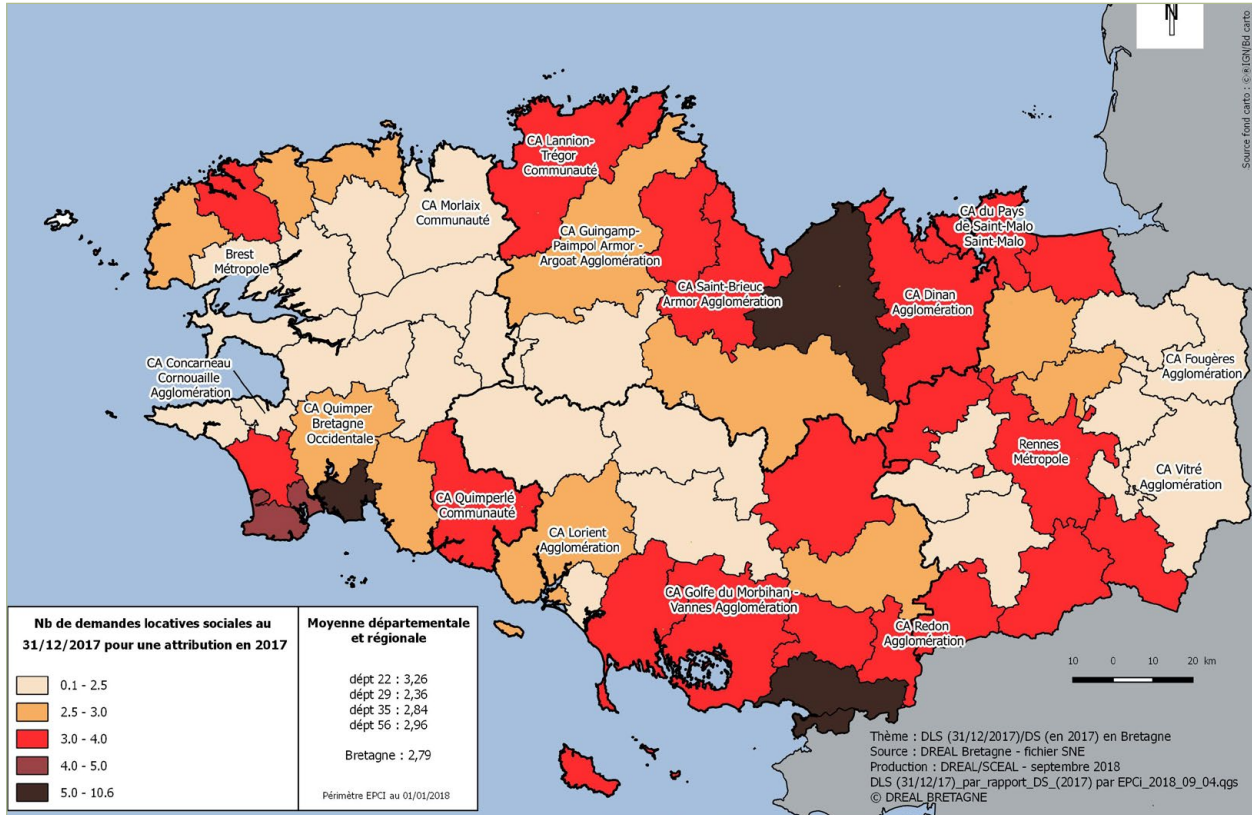 N
Source fond carto : ©®IGN/Bd carto
CA Lannion-
Trégor
Communauté
CA Morlaix
Communauté
CA Guingamp-
Paimpol Armor -
Argoat Agglomération
CA du Pays
de Saint-Malo
Saint-Malo
Brest
Métropole
CA Saint-Brieuc
Armor Agglomération
CA Dinan
Agglomération
CA Concarneau
Cornouaille
Agglomération
CA Fougères
Agglomération
CA Quimper
Bretagne
Occidentale
Rennes
Métropole
CA Vitré
Agglomération
CA Quimperlé
Communauté
CA Lorient
Agglomération
CA Golfe du Morbihan -
Vannes Agglomération
CA Redon
Agglomération
Nb de demandes locatives sociales au
31/12/2017 pour une attribution en 2017
0.1 - 2.5
2.5 - 3.0
3.0 - 4.0
4.0 - 5.0
5.0 - 10.6
Moyenne départementale
et régionale
dépt 22 : 3,26
dépt 29 : 2,36
dépt 35 : 2,84
dépt 56 : 2,96
Bretagne : 2,79
Périmètre EPCI au 01/01/2018
10 0 10 20 km
Thème : DLS (31/12/2017)/DS (en 2017) en Bretagne
Source : DREAL Bretagne - fichier SNE
Production : DREAL/SCEAL - septembre 2018
DLS (31/12/17)_par_rapport_DS_(2017) par EPCi_2018_09_04.qgs
© DREAL BRETAGNE